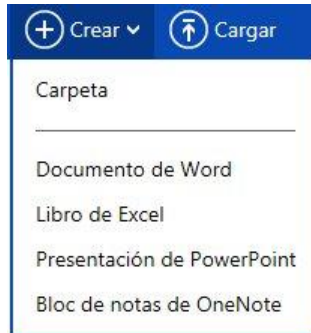 Crear Cargar
Carpeta
Documento de Word
Libro de Excel
Presentación de PowerPoint
Bloc de notas de OneNote